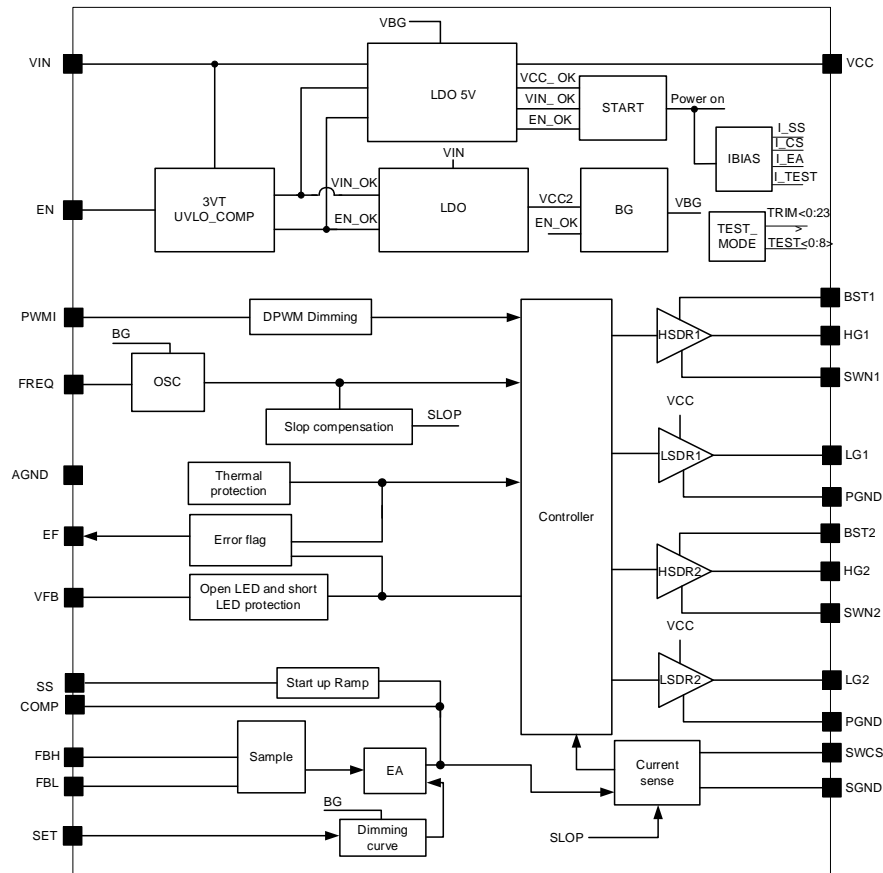 VBG
VIN
LDO 5V
VCC
VCC_ OK
VIN_ OK
EN_OK
START
Power on
IBIAS
I_SS
I_CS
I_EA
I_TEST
EN
3VT
UVLO_COMP
VIN_OK
EN_OK
VIN
LDO
VCC2
EN_OK
BG
VBG
TEST_
MODE
TRIM<0:23
>
TEST<0:8>
PWMI
DPWM Dimming
BG
FREQ
OSC
Slop compensation
SLOP
AGND
Thermal
protection
EF
Error flag
VFB
Open LED and short
LED protection
Controller
HSDR1
BST1
HG1
SWN1
VCC
LSDR1
LG1
PGND
HSDR2
BST2
HG2
SWN2
VCC
LSDR2
LG2
PGND
SS
Start up Ramp
COMP
FBH
Sample
FBL
EA
BG
SET
Dimming
curve
Current
sense
SWCS
SGND
SLOP